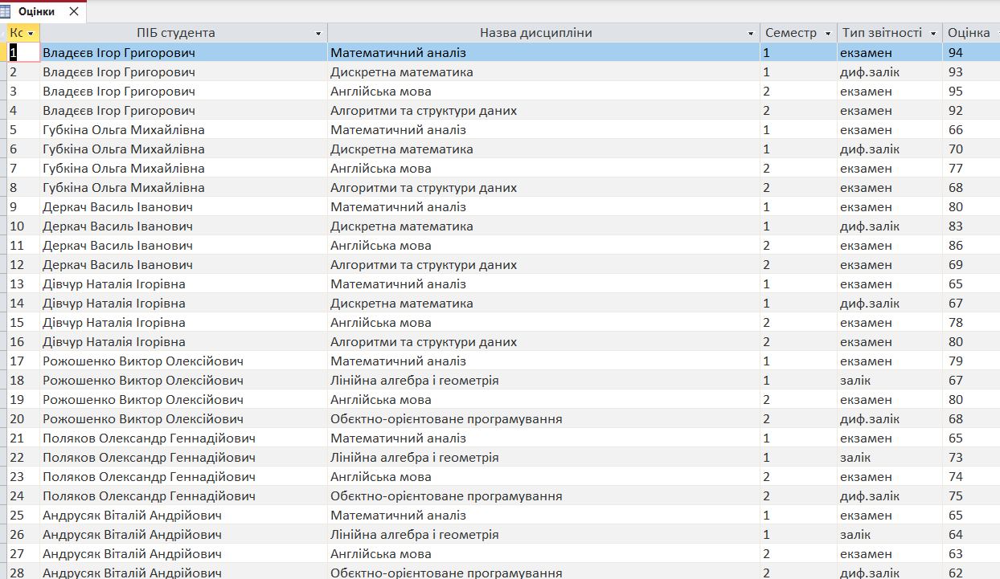 Оцінки
Кс ПІБ студента Назва дисципліни Семестр Тип звітності Оцінка
1 Владєєв Ігор Григорович Математичний аналіз 1 екзамен 94
2 Владєєв Ігор Григорович Дискретна математика 1 диф.залік 93
3 Владєєв Ігор Григорович Англійська мова 2 екзамен 95
4 Владєєв Ігор Григорович Алгоритми та структури даних 2 екзамен 92
5 Губкіна Ольга Михайлівна Математичний аналіз 1 екзамен 66
6 Губкіна Ольга Михайлівна Дискретна математика 1 диф.залік 70
7 Губкіна Ольга Михайлівна Англійська мова 2 екзамен 77
8 Губкіна Ольга Михайлівна Алгоритми та структури даних 2 екзамен 68
9 Деркач Василь Іванович Математичний аналіз 1 екзамен 80
10 Деркач Василь Іванович Дискретна математика 1 диф.залік 83
11 Деркач Василь Іванович Англійська мова 2 екзамен 86
12 Деркач Василь Іванович Алгоритми та структури даних 2 екзамен 69
13 Дівчур Наталія Ігорівна Математичний аналіз 1 екзамен 65
14 Дівчур Наталія Ігорівна Дискретна математика 1 диф.залік 67
15 Дівчур Наталія Ігорівна Англійська мова 2 екзамен 78
16 Дівчур Наталія Ігорівна Алгоритми та структури даних 2 екзамен 80
17 Рожошенко Виктор Олексійович Математичний аналіз 1 екзамен 79
18 Рожошенко Виктор Олексійович Лінійна алгебра і геометрія 1 залік 67
19 Рожошенко Виктор Олексійович Англійська мова 2 екзамен 80
20 Рожошенко Виктор Олексійович Обєктно-орієнтоване програмування 2 диф.залік 68
21 Поляков Олександр Геннадійович Математичний аналіз 1 екзамен 65
22 Поляков Олександр Геннадійович Лінійна алгебра і геометрія 1 залік 73
23 Поляков Олександр Геннадійович Англійська мова 2 екзамен 74
24 Поляков Олександр Геннадійович Обєктно-орієнтоване програмування 2 диф.залік 75
25 Андрусяк Віталій Андрійович Математичний аналіз 1 екзамен 65
26 Андрусяк Віталій Андрійович Лінійна алгебра і геометрія 1 залік 64
27 Андрусяк Віталій Андрійович Англійська мова 2 екзамен 63
28 Андрусяк Віталій Андрійович Обєктно-орієнтоване програмування 2 диф.залік 62